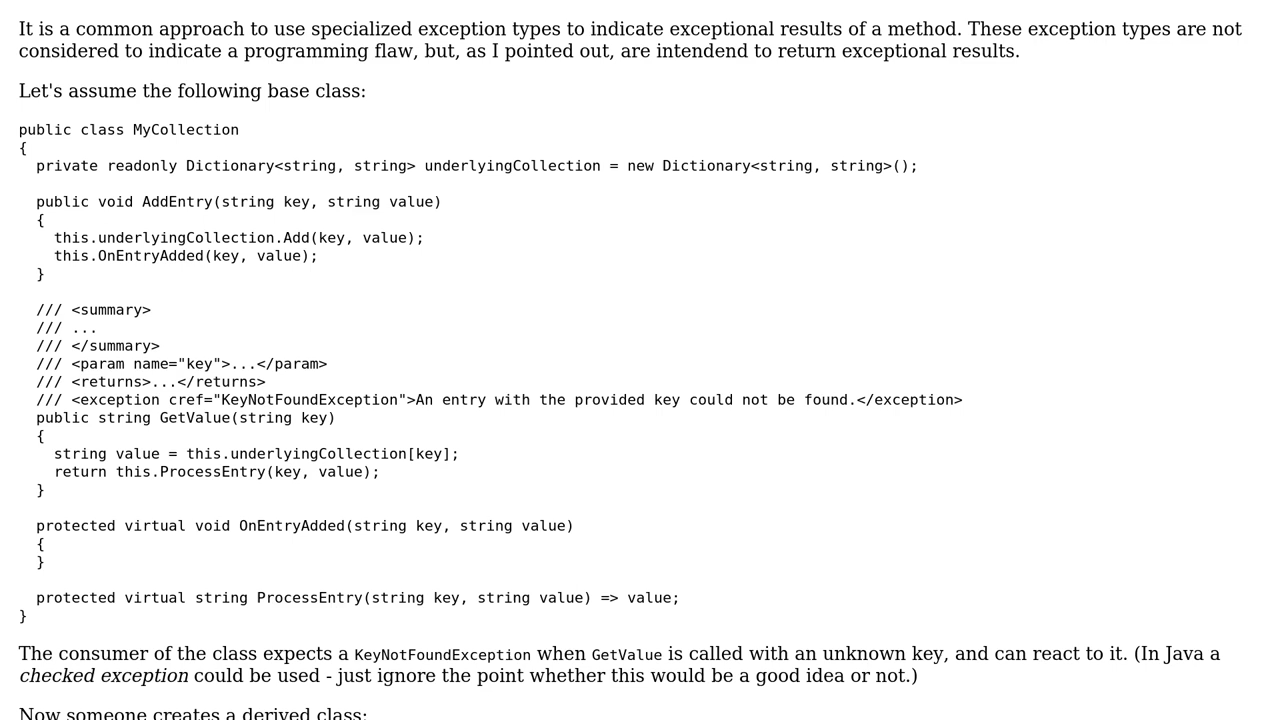 It is a common approach to use specialized exception types to indicate exceptional results of a method. These exception types are not
considered to indicate a programming flaw, but, as I pointed out, are intendend to return exceptional results.
Let's assume the following base class:
public class MyCollection
{
  private readonly Dictionary<string, string> underlyingCollection = new Dictionary<string, string>();
  public void AddEntry(string key, string value)
  {
    this.underlyingCollection.Add(key, value);
    this.OnEntryAdded(key, value);
  }
  /// <summary>
  /// ...
  /// </summary>
  /// <param name="key">...</param>
  /// <returns>...</returns>
  /// <exception cref="KeyNotFoundException">An entry with the provided key could not be found.</exception>
  public string GetValue(string key)
  {
    string value = this.underlyingCollection[key];
    return this.ProcessEntry(key, value);
  }
  protected virtual void OnEntryAdded(string key, string value)
  {
  }
  protected virtual string ProcessEntry(string key, string value) => value;
}
The consumer of the class expects a KeyNotFoundException when GetValue is called with an unknown key, and can react to it. (In Java a
checked exception could be used - just ignore the point whether this would be a good idea or not.)
Now someone creates a derived class: